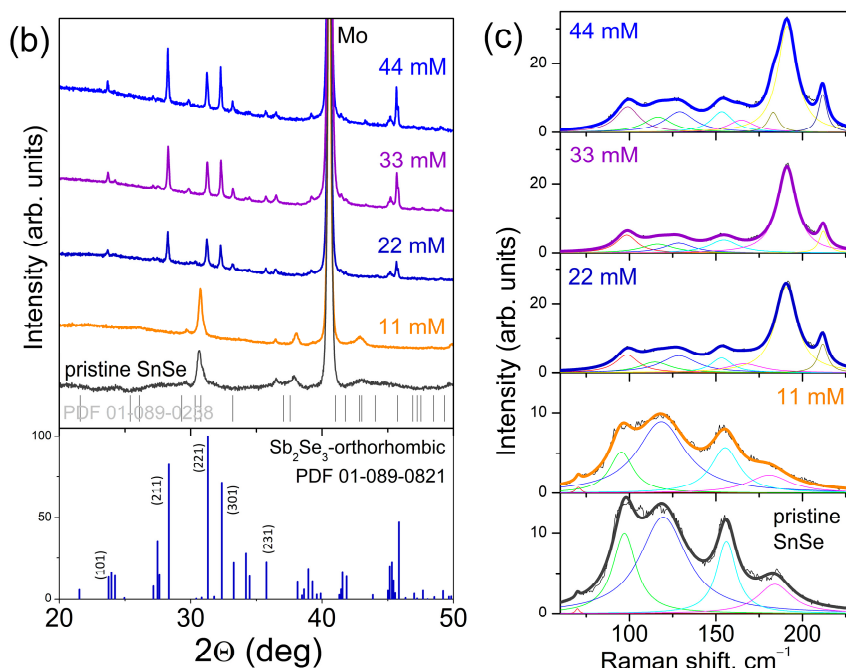 (b)
Mo
44 mM
33 mM
22 mM
11 mM
pristine SnSe
PDF 01-089-0238
Intensity (arb. units)
Sb₂Se₃-orthorhombic
PDF 01-089-0821
(101)
(211)
(221)
(301)
(231)
100
50
0
20
30
40
50
2Θ (deg)
(c)
44 mM
30
20
10
0
33 mM
20
0
22 mM
20
0
11 mM
10
0
pristine
SnSe
10
5
0
Intensity (arb. units)
100
150
200
Raman shift, cm⁻¹